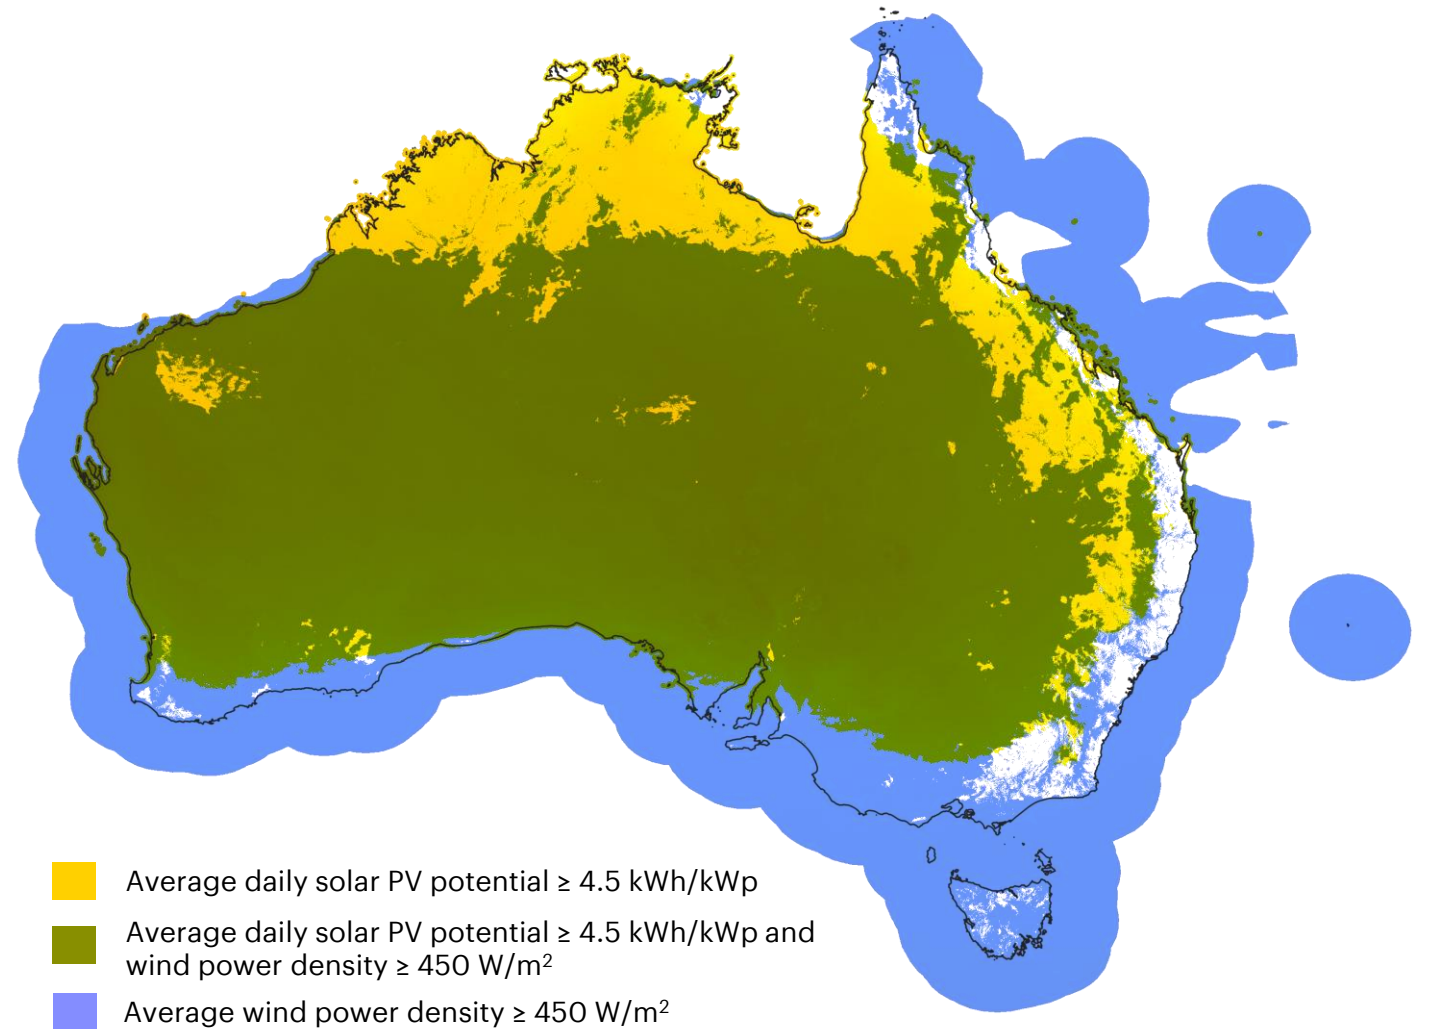 Average daily solar PV potential ≥ 4.5 kWh/kWp
Average daily solar PV potential ≥ 4.5 kWh/kWp and
wind power density ≥ 450 W/m²
Average wind power density ≥ 450 W/m²